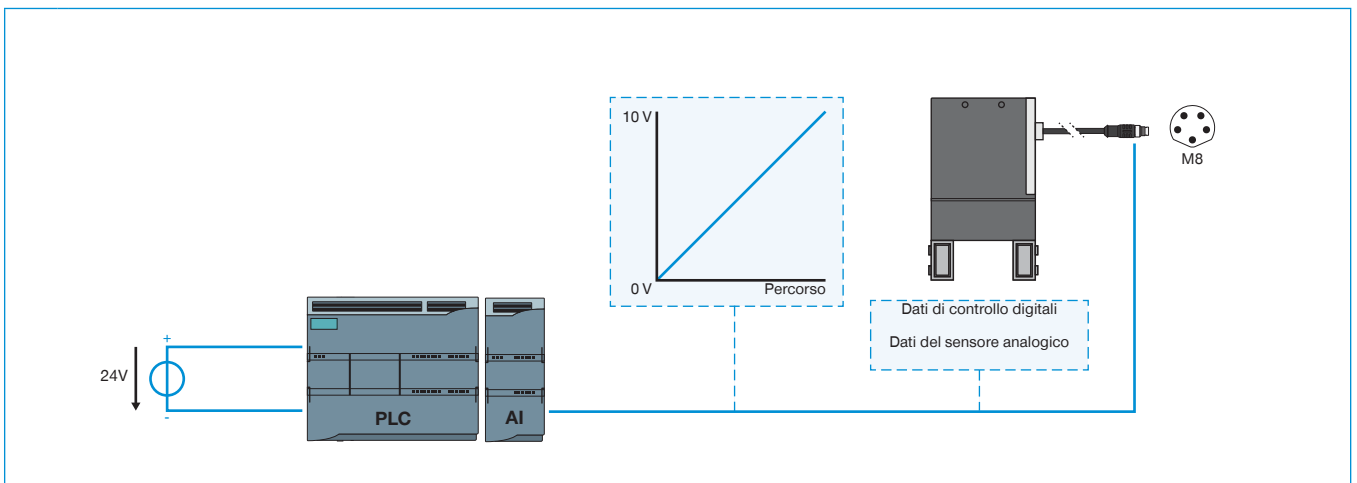 10 V
0 V
Percorso
M8
Dati di controllo digitali
Dati del sensore analogico
24V
+
-
PLC
AI